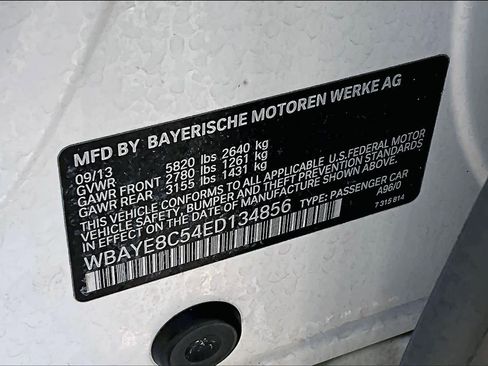 MFD BY BAYERISCHE MOTOREN WERKE AG
09/13 5820 lbs 2640 kg
GVWR
GAWR FRONT 2780 lbs 1261 kg
GAWR REAR 3155 lbs 1431 kg
THIS VEHICLE CONFORMS TO ALL APPLICABLE U.S.FEDERAL MOTOR
VEHICLE SAFETY, BUMPER AND THEFT PREVENTION STANDARDS
IN EFFECT ON THE DATE OF MANUFACTURE SHOWN ABOVE.
WBAYE8C54ED134856 TYPE: PASSENGER CAR
A96/0
7 315 814